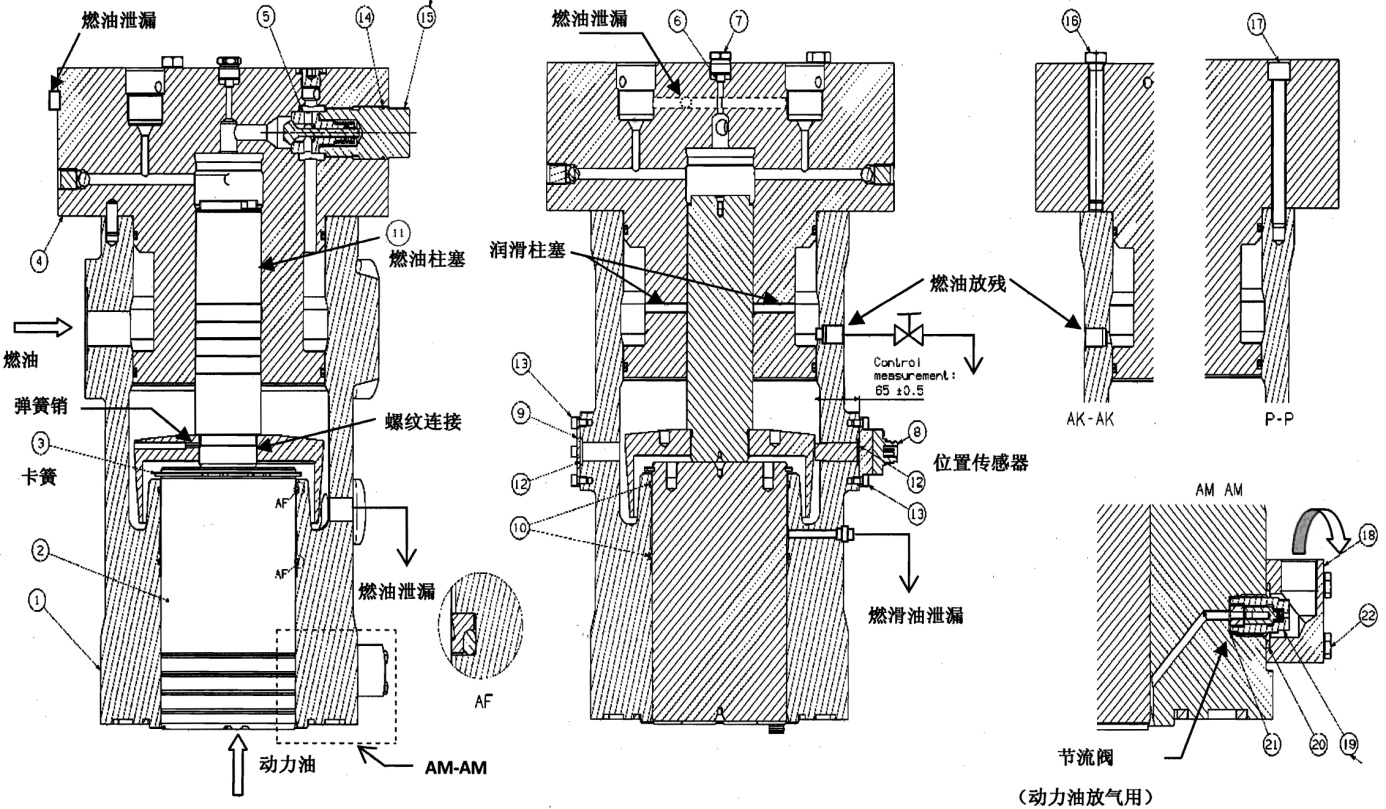 燃油泄漏
5
14
15
4
11
燃油柱塞
燃油
弹簧销
螺纹连接
3
卡簧
AF
AF
2
燃油泄漏
1
AF
动力油
AM-AM
燃油泄漏
6
7
润滑柱塞
燃油放残
Control
measurement:
65 ±0.5
13
9
12
8
位置传感器
12
13
10
燃滑油泄漏
16
17
AK-AK
P-P
AM AM
18
22
21
20
19
节流阀
（动力油放气用）